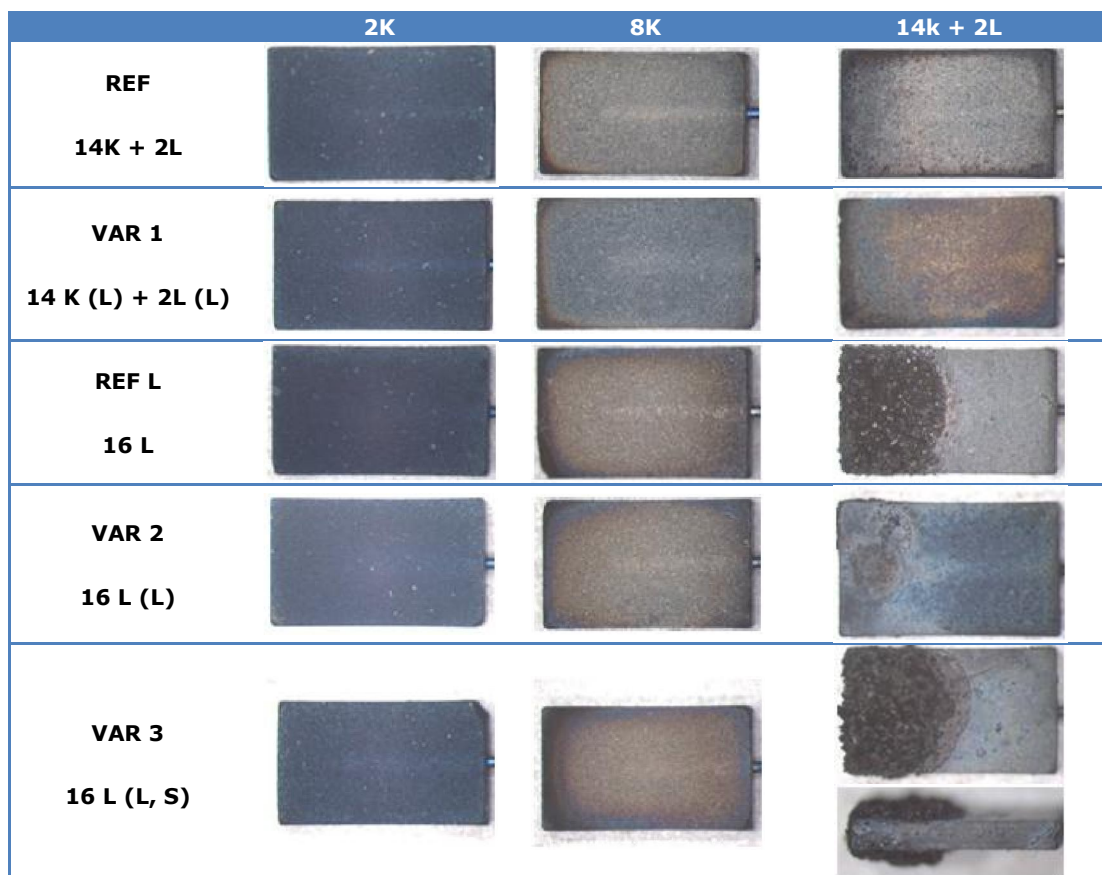 2K 8K 14k + 2L
REF
14K + 2L
VAR 1
14 K (L) + 2L (L)
REF L
16 L
VAR 2
16 L (L)
VAR 3
16 L (L, S)